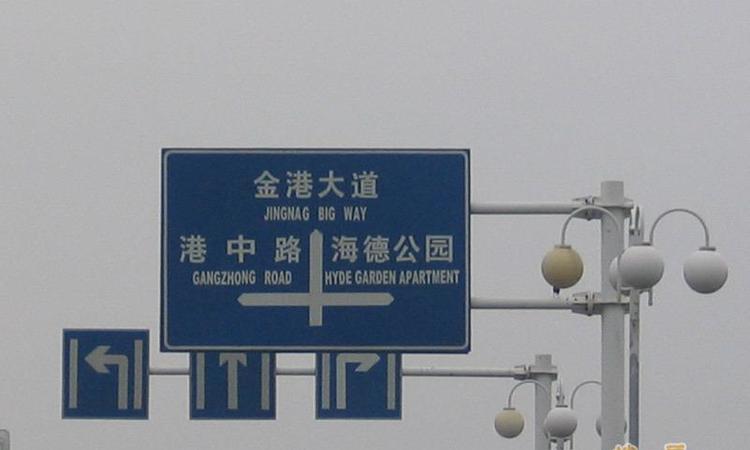 金港大道
JINGNAG BIG WAY
港中路 海德公园
GANGZHONG ROAD HYDE GARDEN APARTMENT